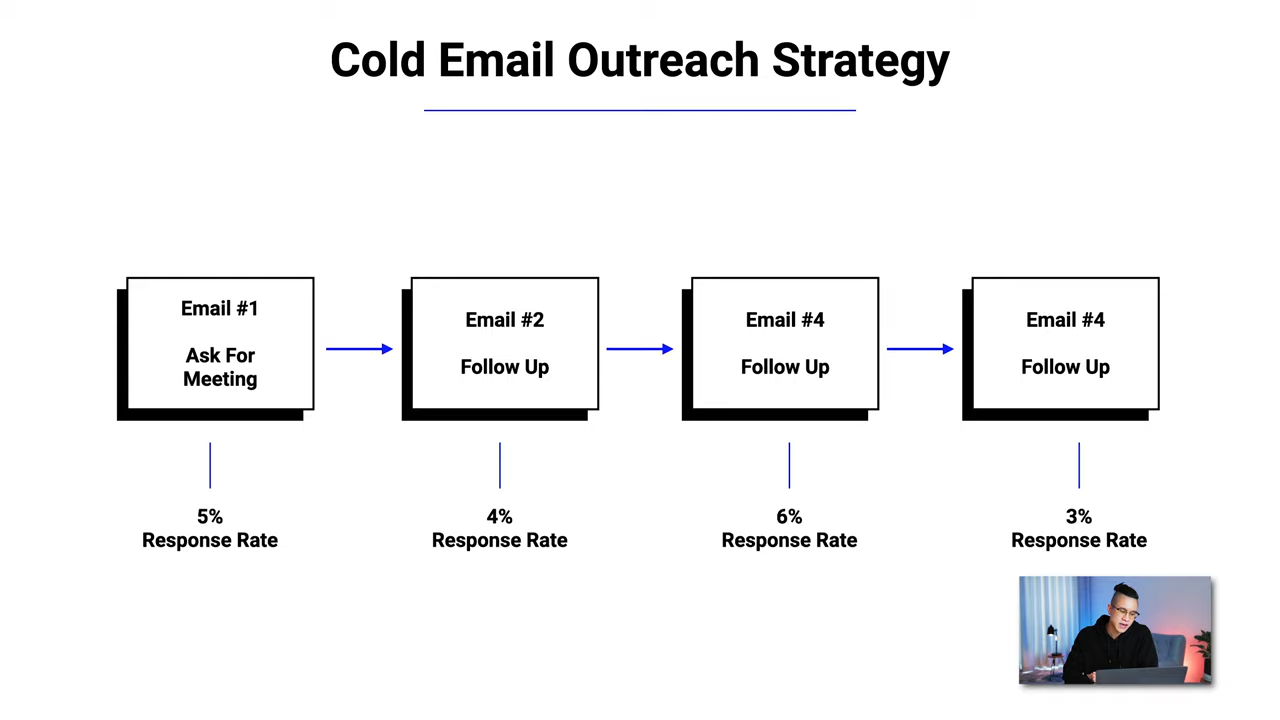 Cold Email Outreach Strategy
Email #1
Ask For
Meeting
Email #2
Follow Up
Email #4
Follow Up
Email #4
Follow Up
5%
Response Rate
4%
Response Rate
6%
Response Rate
3%
Response Rate